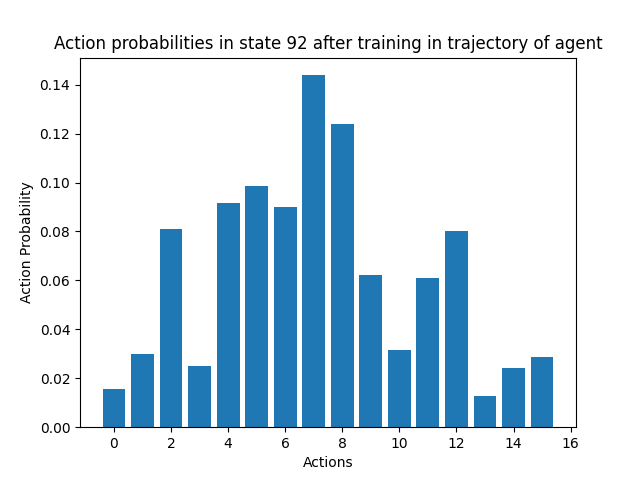 Action probabilities in state 92 after training in trajectory of agent
0.14
0.12
0.10
0.08
0.06
0.04
0.02
0.00
Action Probability
0 2 4 6 8 10 12 14 16
Actions